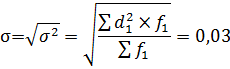 σ=√σ² = √(∑ d₁² × f₁ / ∑ f₁) = 0,03